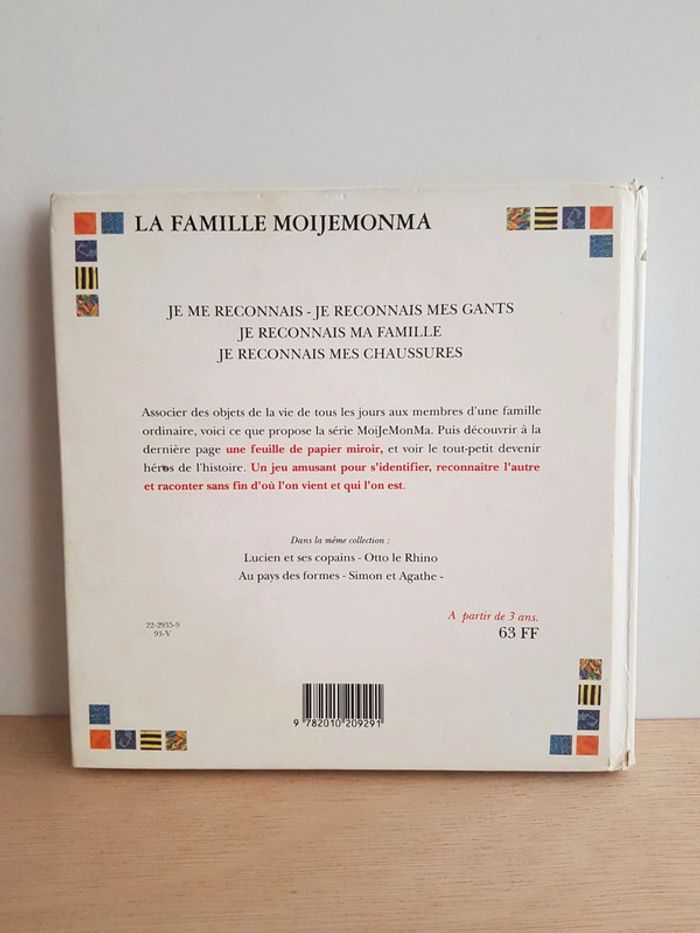 LA FAMILLE MOIJEMONMA
JE ME RECONNAIS - JE RECONNAIS MES GANTS
JE RECONNAIS MA FAMILLE
JE RECONNAIS MES CHAUSSURES
Associer des objets de la vie de tous les jours aux membres d'une famille
ordinaire, voici ce que propose la série MoiJeMonMa. Puis découvrir à la
dernière page une feuille de papier miroir, et voir le tout-petit devenir
héros de l'histoire. Un jeu amusant pour s'identifier, reconnaitre l'autre
et raconter sans fin d'où l'on vient et qui l'on est.
Dans la même collection :
Lucien et ses copains - Otto le Rhino
Au pays des formes - Simon et Agathe -
A partir de 3 ans.
63 FF
22-2935-9
93-V
9 782010 209291